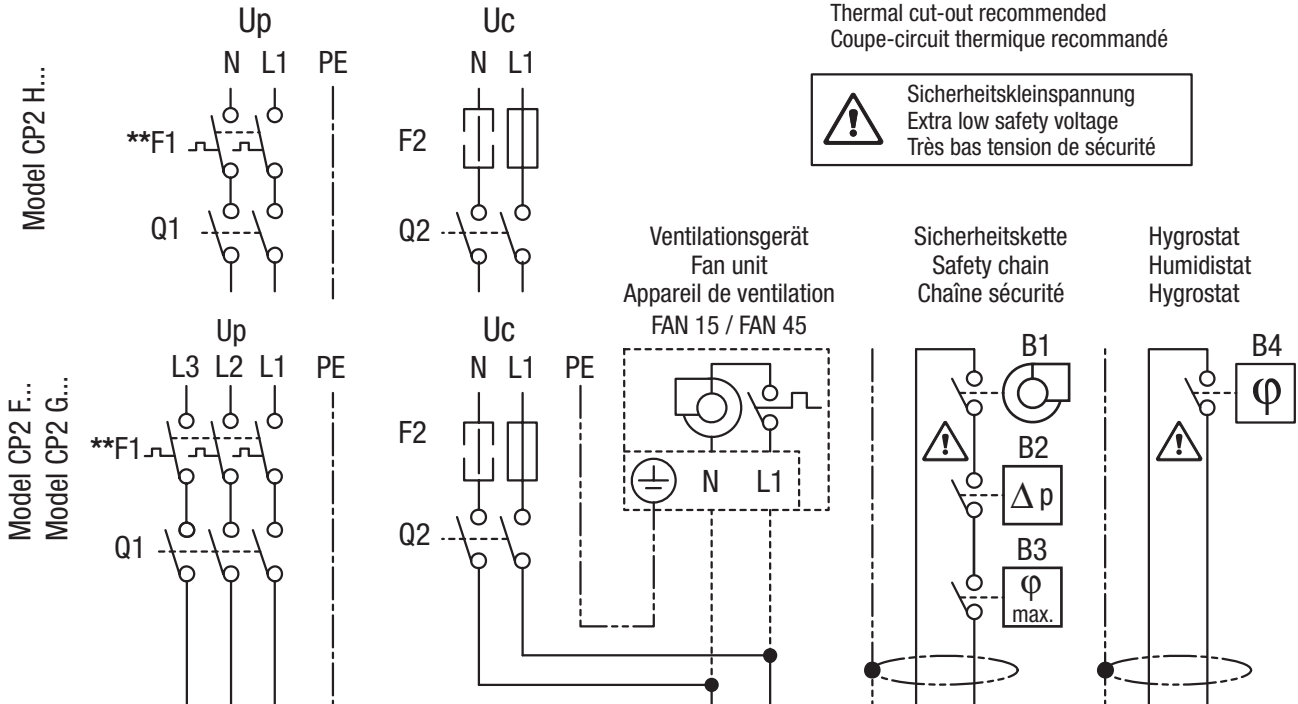 Thermal cut-out recommended
Coupe-circuit thermique recommandé
Sicherheitskleinspannung
Extra low safety voltage
Très bas tension de sécurité
Model CP2 H...
Up
N L1 PE
**F1
Q1
Uc
N L1
F2
Q2
Model CP2 F...
Model CP2 G...
Up
L3 L2 L1 PE
**F1
Q1
Uc
N L1 PE
F2
Q2
Ventilationsgerät
Fan unit
Appareil de ventilation
FAN 15 / FAN 45
N L1
Sicherheitskette
Safety chain
Chaîne sécurité
B1
B2
Δ p
B3
φ
max.
Hygrostat
Humidistat
Hygrostat
B4
φ